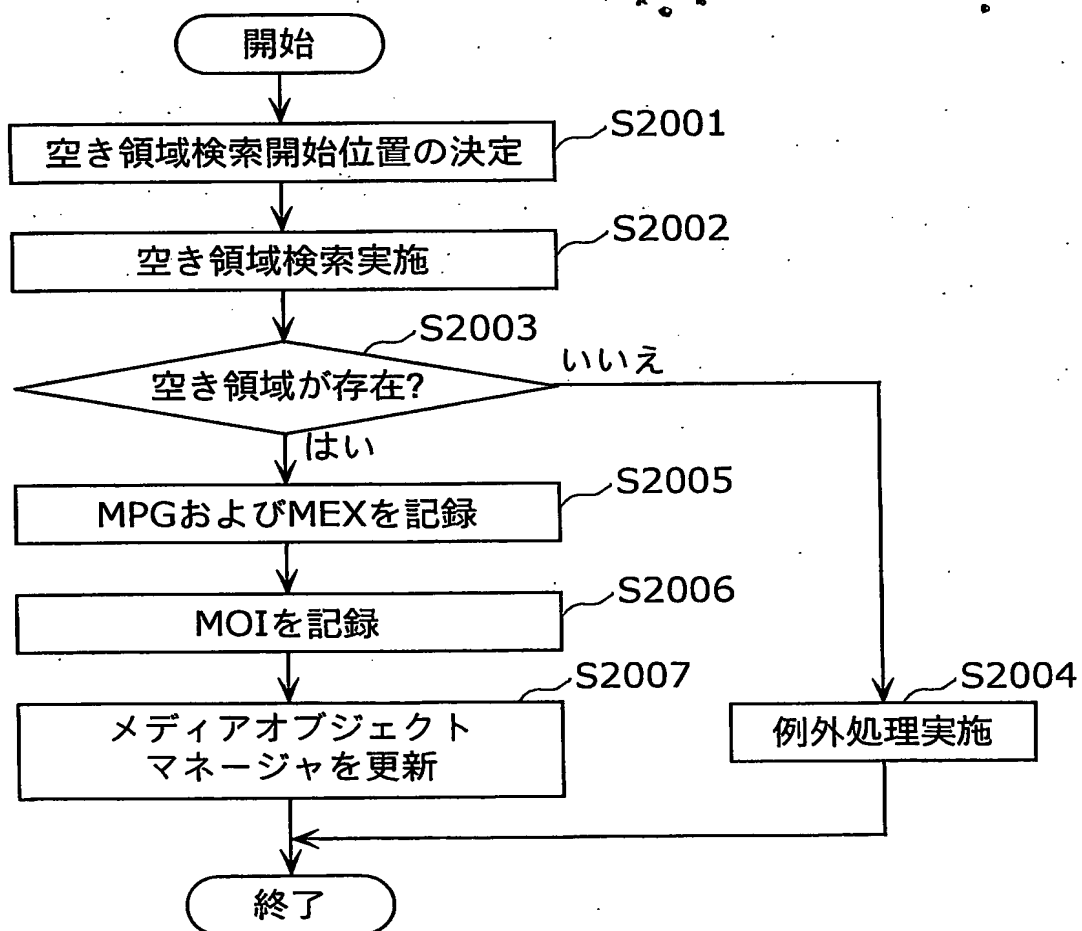 開始
S2001
空き領域検索開始位置の決定
S2002
空き領域検索実施
S2003
空き領域が存在?
いいえ
はい
S2005
MPGおよびMEXを記録
S2006
MOIを記録
S2007
メディアオブジェクト
マネージャを更新
S2004
例外処理実施
終了